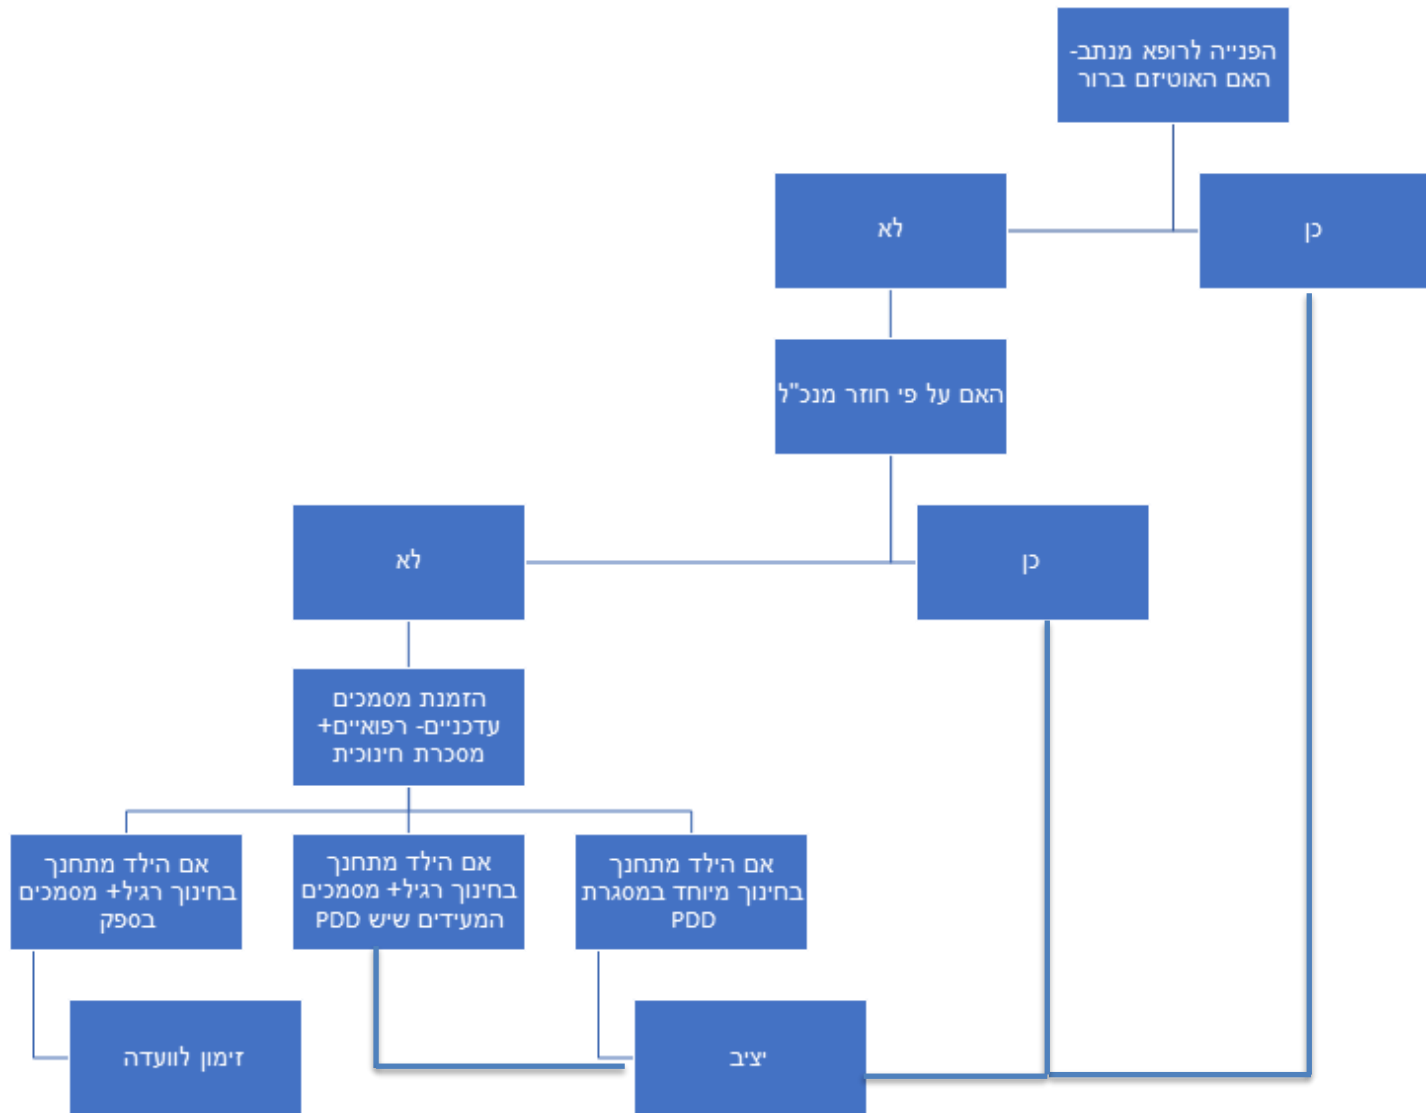 הפנייה לרופא מנתב-
האם האוטיזם ברור
כן
לא
האם על פי חוזר מנכ"ל
כן
לא
הזמנת מסמכים
עדכניים- רפואיים+
מסכרת חינוכית
אם הילד מתחנך
בחינוך מיוחד במסגרת
PDD
אם הילד מתחנך
בחינוך רגיל+ מסמכים
המעידים שיש PDD
אם הילד מתחנך
בחינוך רגיל+ מסמכים
בספק
יציב
זימון לוועדה